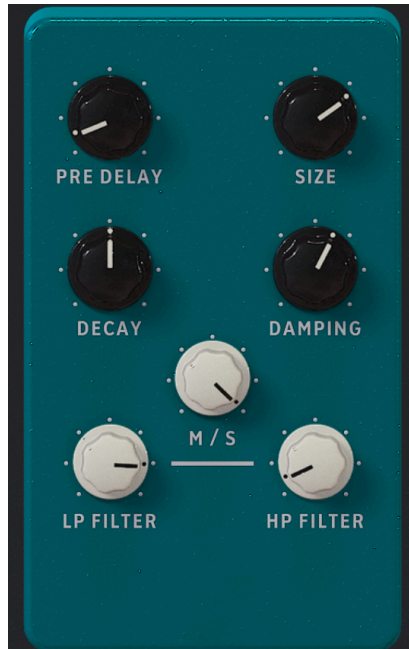 PRE DELAY
SIZE
DECAY
DAMPING
M / S
LP FILTER
HP FILTER